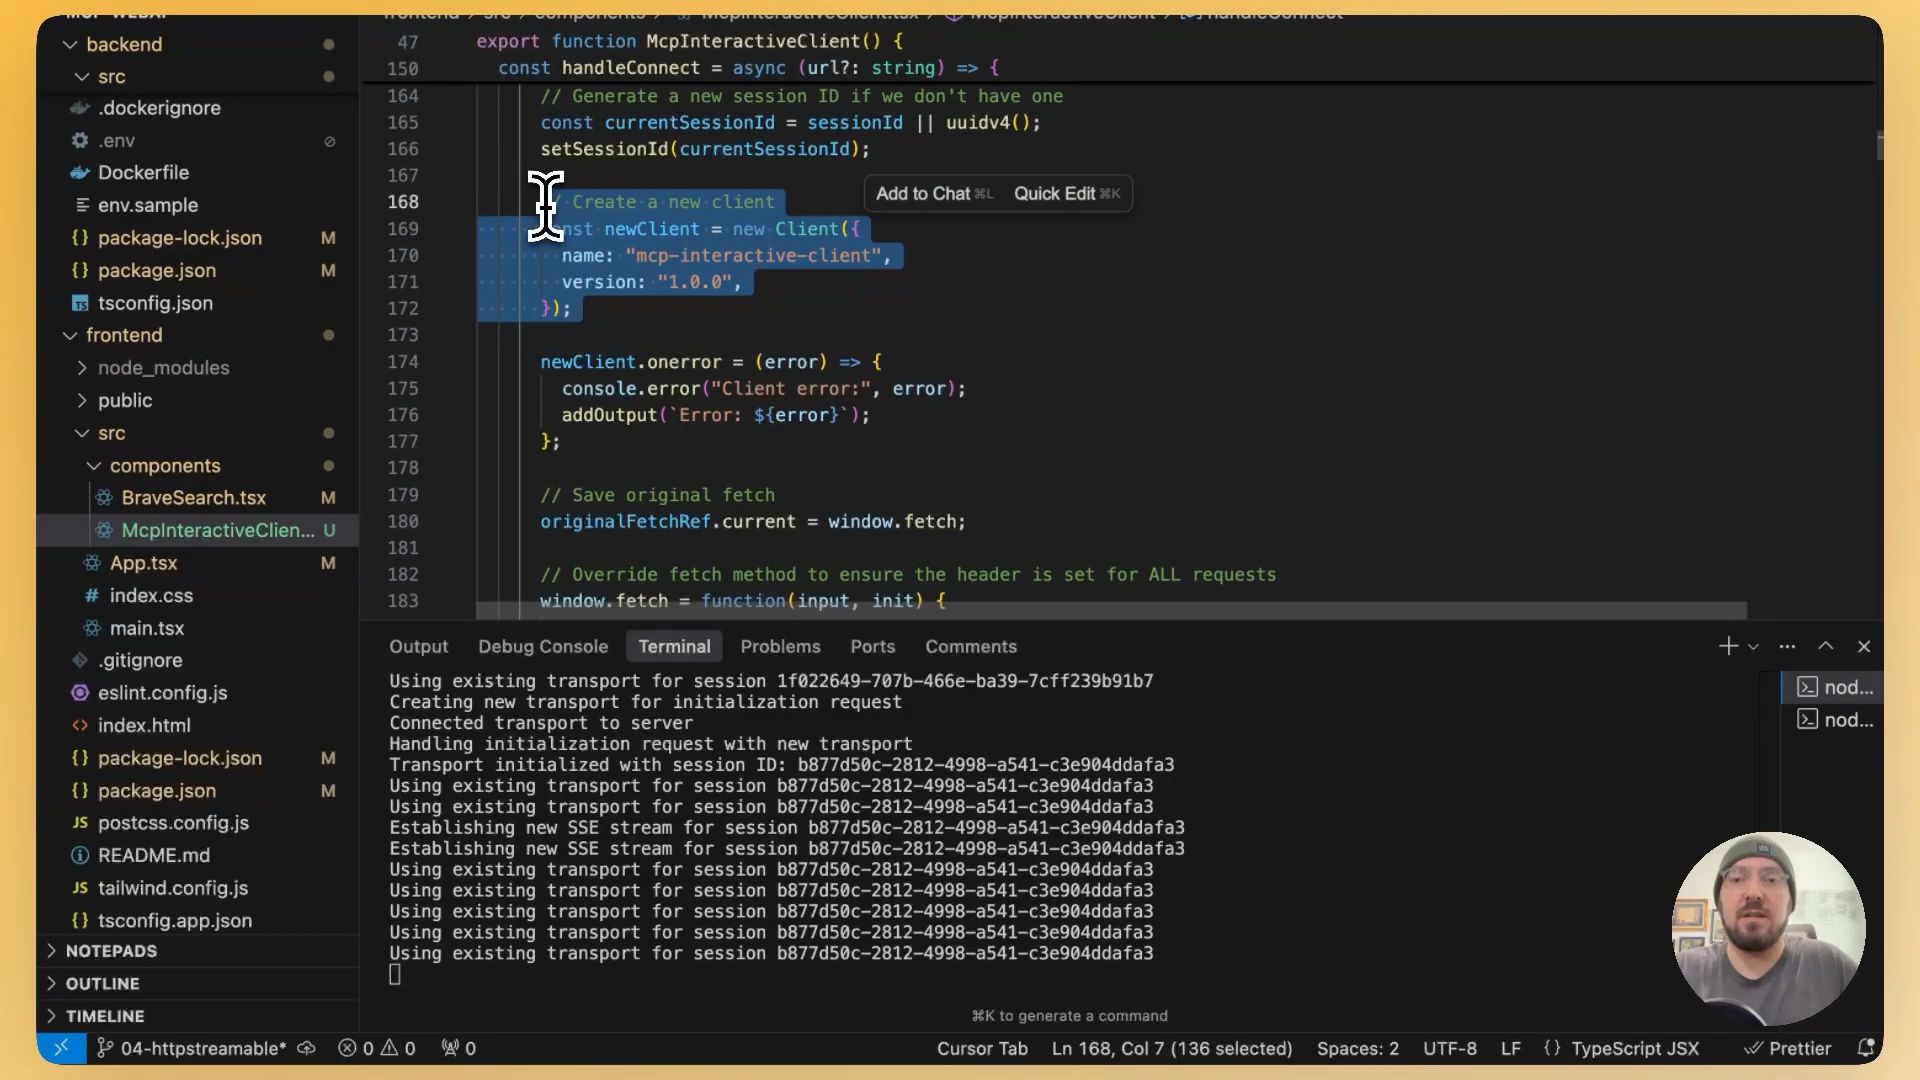 backend
src
.dockerignore
.env
Dockerfile
env.sample
package-lock.json M
package.json M
tsconfig.json
frontend
node_modules
public
src
components
BraveSearch.tsx M
McpInteractiveClien... U
App.tsx M
index.css
main.tsx
.gitignore
eslint.config.js
index.html
package-lock.json M
package.json M
postcss.config.js
README.md
tailwind.config.js
tsconfig.app.json
NOTEPADS
OUTLINE
TIMELINE
47 export function McpInteractiveClient() {
150 const handleConnect = async (url?: string) => {
164 // Generate a new session ID if we don't have one
165 const currentSessionId = sessionId || uuidv4();
166 setSessionId(currentSessionId);
167
168 / Create a new client
Add to Chat ⌘L Quick Edit ⌘K
169 nst newClient = new Client({
170 name: "mcp-interactive-client",
171 version: "1.0.0",
172 });
173
174 newClient.onerror = (error) => {
175 console.error("Client error:", error);
176 addOutput(`Error: ${error}`);
177 };
178
179 // Save original fetch
180 originalFetchRef.current = window.fetch;
181
182 // Override fetch method to ensure the header is set for ALL requests
183 window.fetch = function(input, init) {
Output Debug Console Terminal Problems Ports Comments
Using existing transport for session 1f022649-707b-466e-ba39-7cff239b91b7
Creating new transport for initialization request
Connected transport to server
Handling initialization request with new transport
Transport initialized with session ID: b877d50c-2812-4998-a541-c3e904ddafa3
Using existing transport for session b877d50c-2812-4998-a541-c3e904ddafa3
Using existing transport for session b877d50c-2812-4998-a541-c3e904ddafa3
Establishing new SSE stream for session b877d50c-2812-4998-a541-c3e904ddafa3
Establishing new SSE stream for session b877d50c-2812-4998-a541-c3e904ddafa3
Using existing transport for session b877d50c-2812-4998-a541-c3e904ddafa3
Using existing transport for session b877d50c-2812-4998-a541-c3e904ddafa3
Using existing transport for session b877d50c-2812-4998-a541-c3e904ddafa3
Using existing transport for session b877d50c-2812-4998-a541-c3e904ddafa3
Using existing transport for session b877d50c-2812-4998-a541-c3e904ddafa3
nod...
nod...
⌘K to generate a command
04-httpstreamable* 0 0 0 Cursor Tab Ln 168, Col 7 (136 selected) Spaces: 2 UTF-8 LF {} TypeScript JSX Prettier